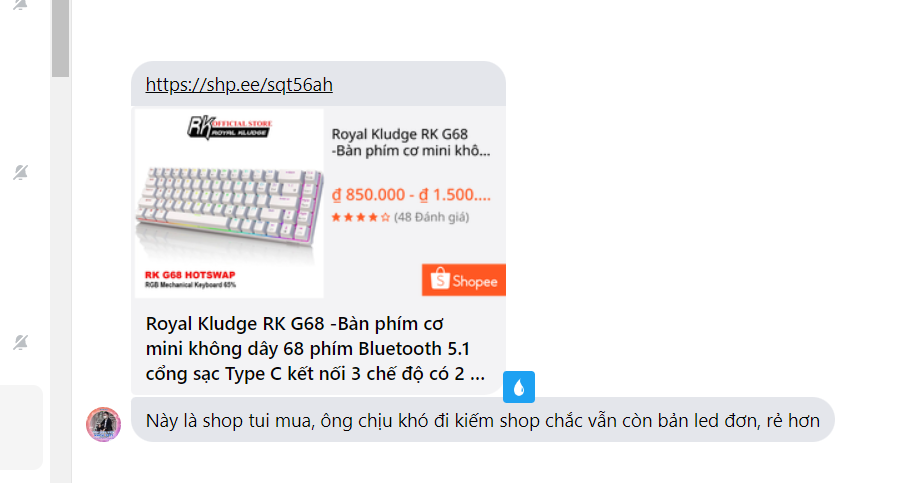 https://shp.ee/sqt56ah
RK OFFICIAL STORE
ROYAL KLUDGE
RK G68 HOTSWAP
RGB Mechanical Keyboard 65%
Royal Kludge RK G68
-Bàn phím cơ mini khô...
₫ 850.000 - ₫ 1.500....
(48 Đánh giá)
S Shopee
Royal Kludge RK G68 -Bàn phím cơ
mini không dây 68 phím Bluetooth 5.1
cổng sạc Type C kết nối 3 chế độ có 2 ...
Này là shop tui mua, ông chịu khó đi kiếm shop chắc vẫn còn bản led đơn, rẻ hơn